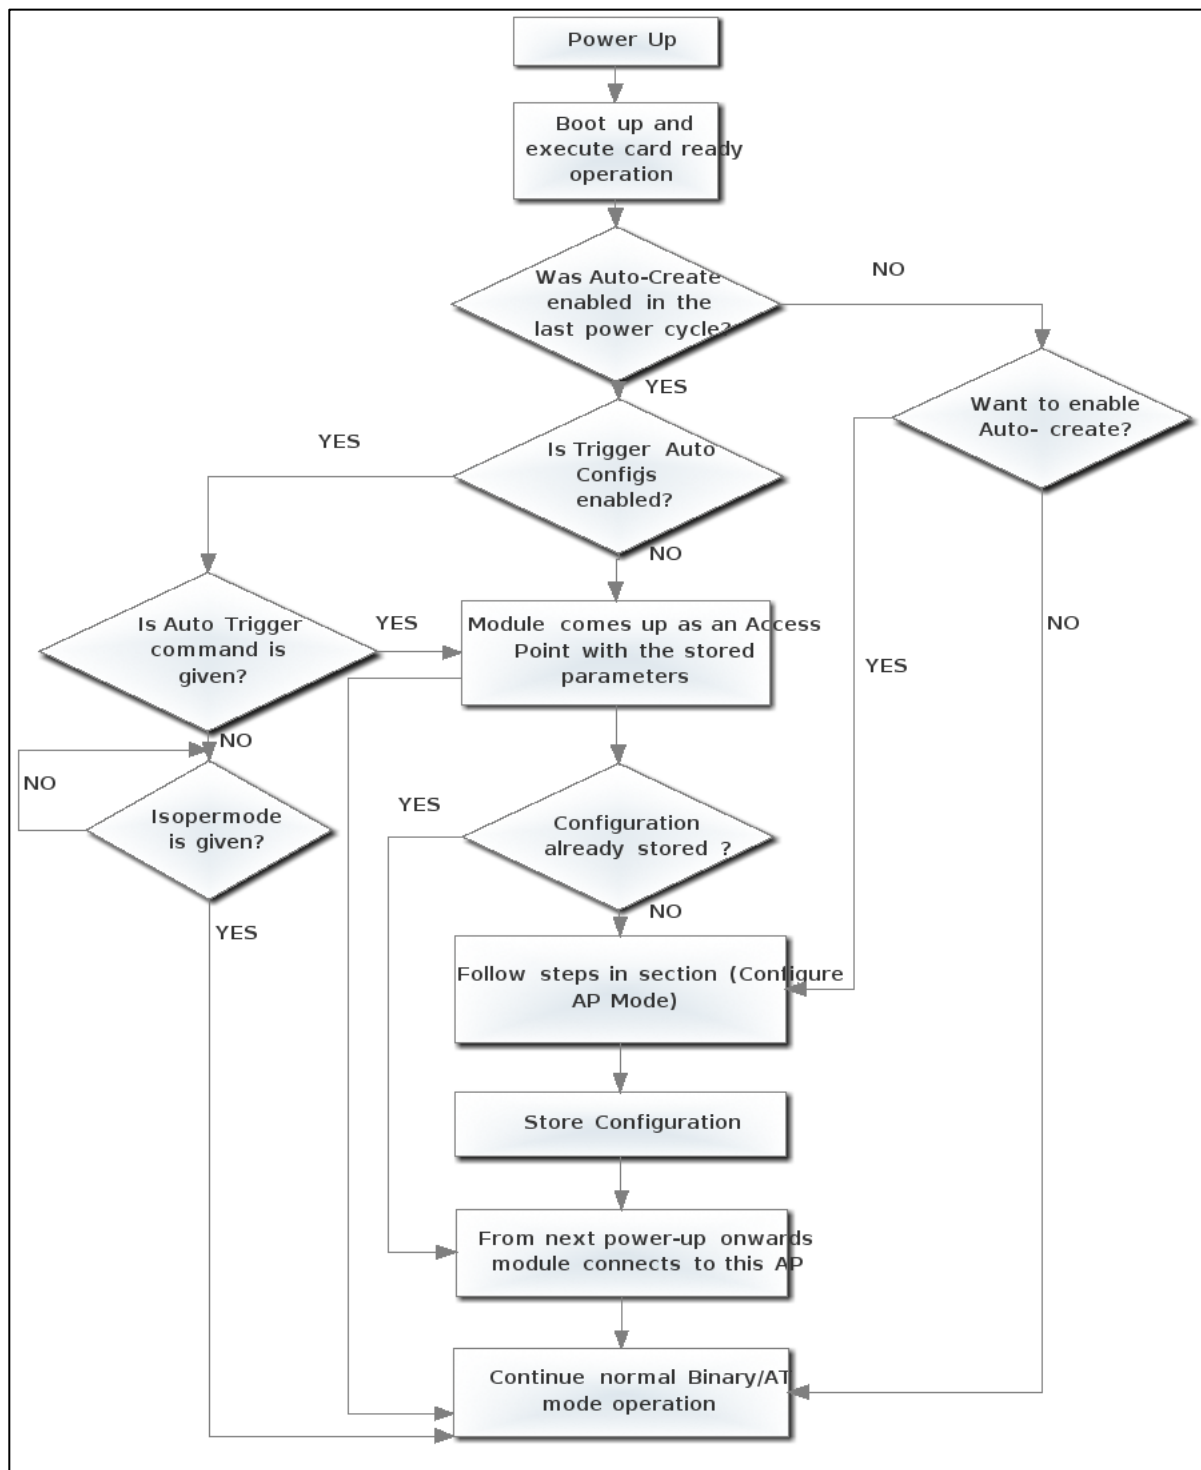 Power Up
Boot up and
execute card ready
operation
Was Auto-Create
enabled in the
last power cycle?
NO
YES
Want to enable
Auto- create?
YES
Is Trigger Auto
Configs
enabled?
NO
Is Auto Trigger
command is
given?
YES
Module comes up as an Access
Point with the stored
parameters
NO
YES
NO
NO
Isopermode
is given?
YES
Configuration
already stored ?
NO
YES
Follow steps in section (Configure
AP Mode)
Store Configuration
From next power-up onwards
module connects to this AP
Continue normal Binary/AT
mode operation